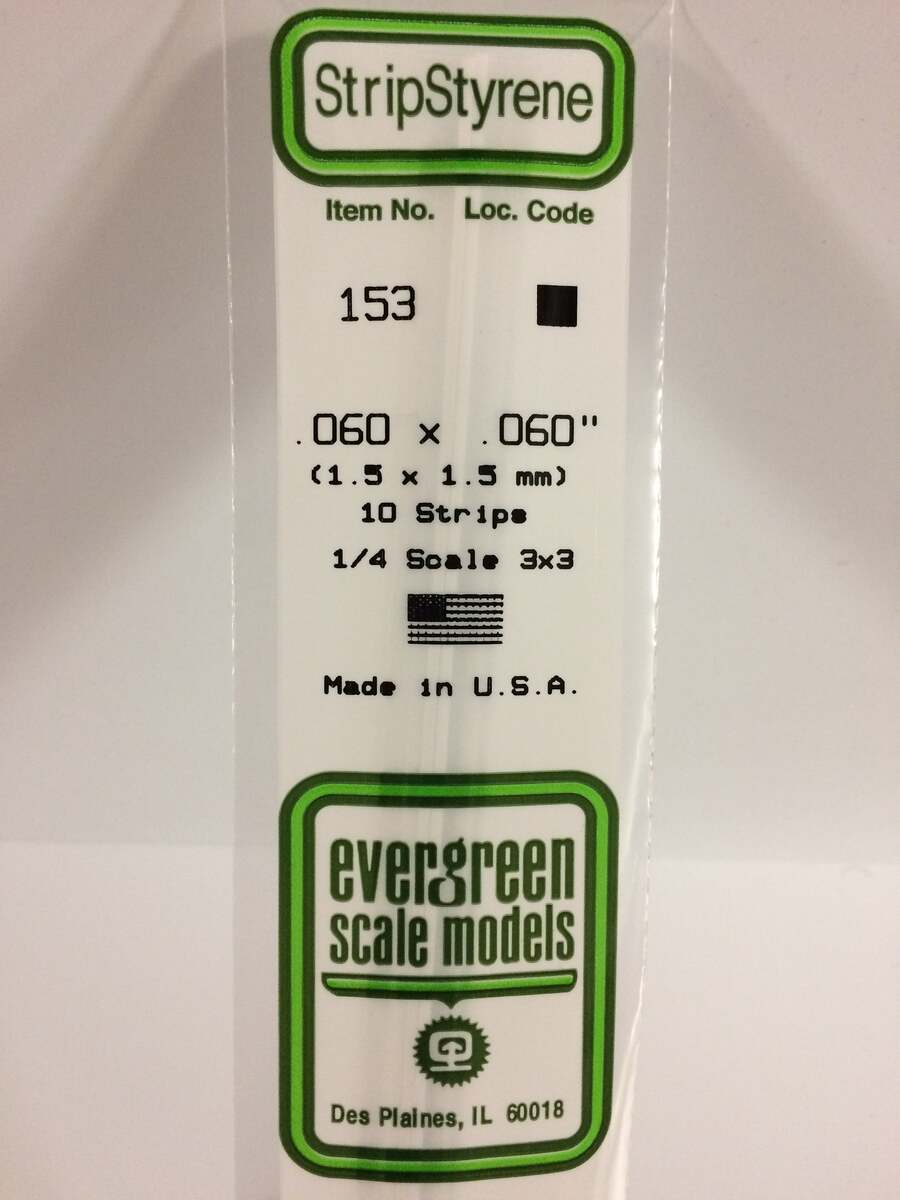 StripStyrene
Item No. Loc. Code
153
.060 x .060"
(1.5 x 1.5 mm)
10 Strips
1/4 Scale 3x3
Made in U.S.A.
evergreen
scale models
Des Plaines, IL 60018